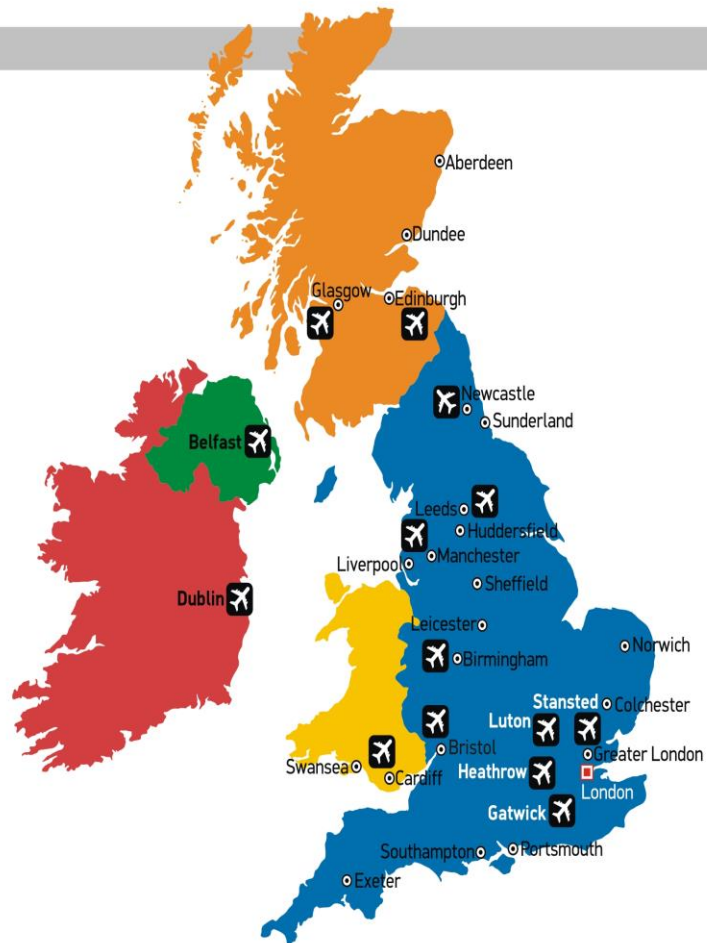 Aberdeen
Dundee
Glasgow
Edinburgh
Newcastle
Sunderland
Belfast
Leeds
Huddersfield
Manchester
Liverpool
Sheffield
Dublin
Leicester
Norwich
Birmingham
Stansted
Colchester
Luton
Bristol
Greater London
Swansea
Cardiff
Heathrow
London
Gatwick
Southampton
Portsmouth
Exeter